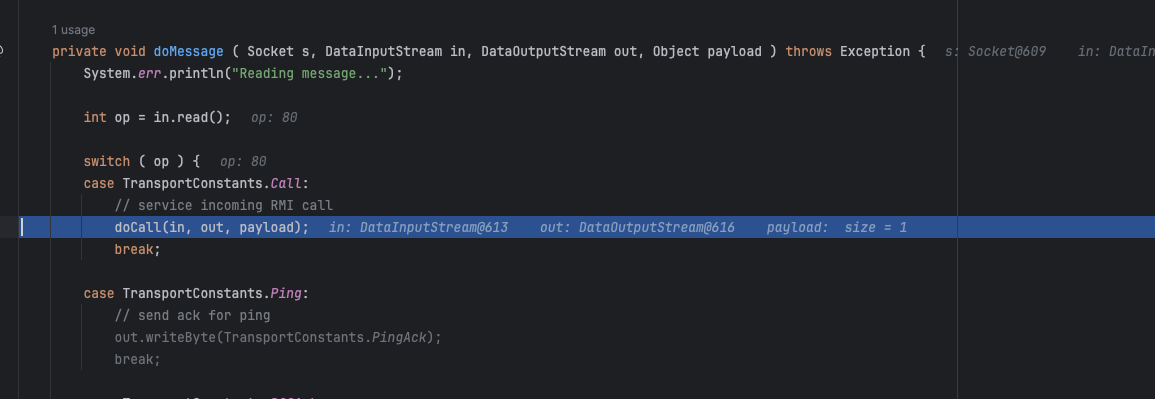 1 usage
private void doMessage ( Socket s, DataInputStream in, DataOutputStream out, Object payload ) throws Exception { s: Socket@609 in: DataIn
System.err.println("Reading message...");
int op = in.read(); op: 80
switch ( op ) { op: 80
case TransportConstants.Call:
// service incoming RMI call
doCall(in, out, payload); in: DataInputStream@613 out: DataOutputStream@616 payload: size = 1
break;
case TransportConstants.Ping:
// send ack for ping
out.writeByte(TransportConstants.PingAck);
break;